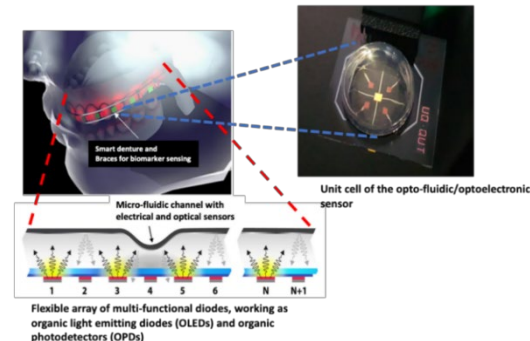 Smart denture and
Braces for biomarker sensing
Unit cell of the opto-fluidic/optoelectronic
sensor
Micro-fluidic channel with
electrical and optical sensors
1 2 3 4 5 6 N N+1
Flexible array of multi-functional diodes, working as
organic light emitting diodes (OLEDs) and organic
photodetectors (OPDs)